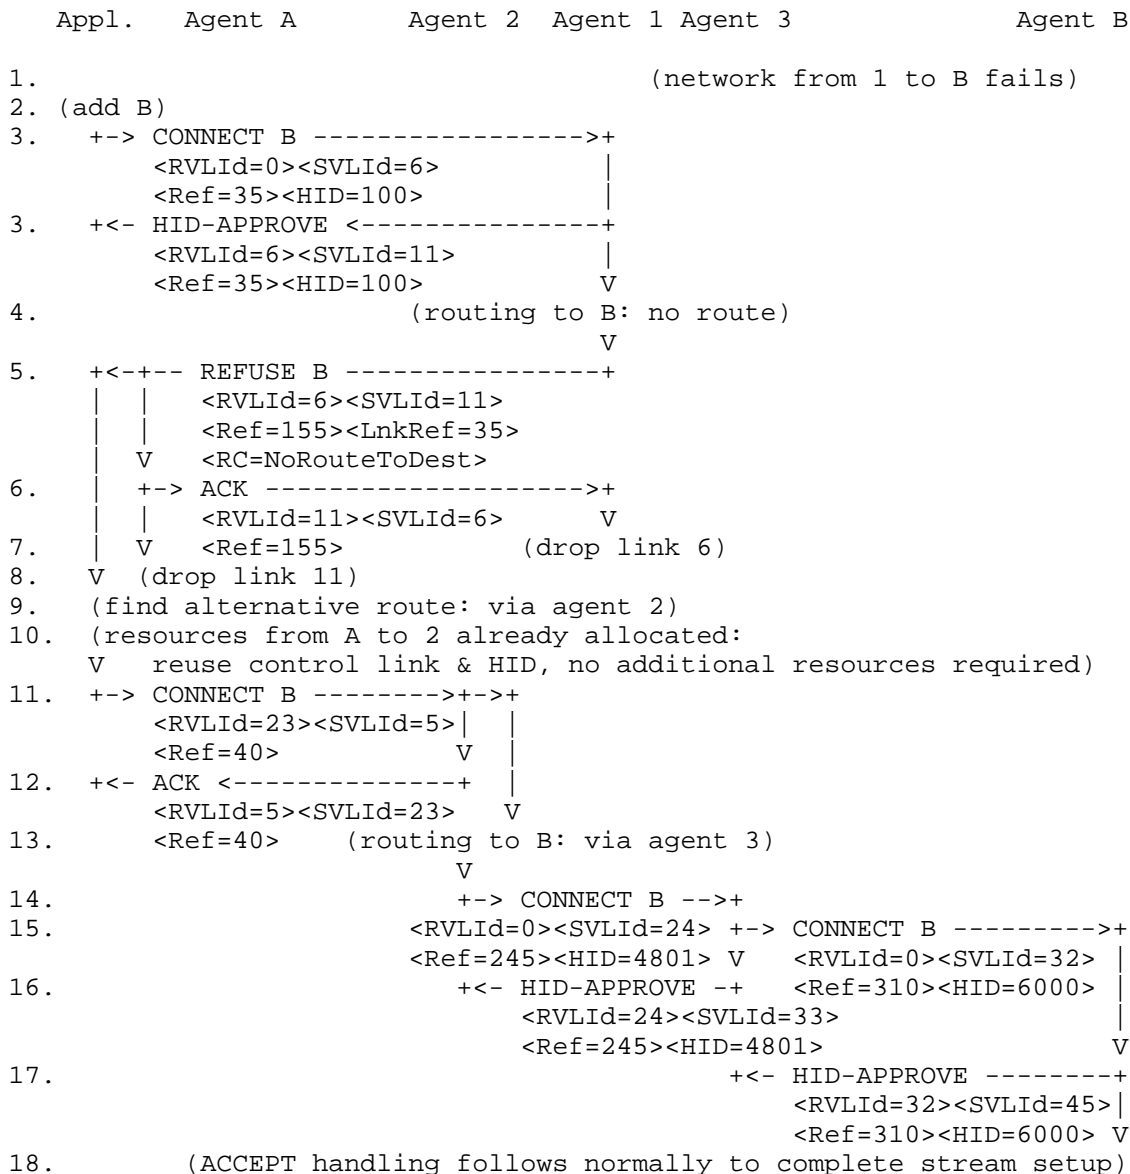 Appl.   Agent A       Agent 2  Agent 1 Agent 3              Agent B

1.                                      (network from 1 to B fails)
2. (add B)
3.   +-> CONNECT B ----------------->+
         <RVLId=0><SVLId=6>          |
         <Ref=35><HID=100>           |
3.   +<- HID-APPROVE <---------------+
         <RVLId=6><SVLId=11>         |
         <Ref=35><HID=100>           V
4.                       (routing to B: no route)
                                     V
5.   +<-+-- REFUSE B ----------------+
     |  |   <RVLId=6><SVLId=11>
     |  |   <Ref=155><LnkRef=35>
     |  V   <RC=NoRouteToDest>
6.   |  +-> ACK -------------------->+
     |  |   <RVLId=11><SVLId=6>      V
7.   |  V   <Ref=155>           (drop link 6)
8.   V  (drop link 11)
9.   (find alternative route: via agent 2)
10.  (resources from A to 2 already allocated:
     V   reuse control link & HID, no additional resources required)
11.  +-> CONNECT B -------->+->+
         <RVLId=23><SVLId=5>|  |
         <Ref=40>           V  |
12.  +<- ACK <--------------+  |
         <RVLId=5><SVLId=23>   V
13.      <Ref=40>    (routing to B: via agent 3)
                            V
14.                         +-> CONNECT B -->+
15.                      <RVLId=0><SVLId=24> +-> CONNECT B --------->+
                         <Ref=245><HID=4801> V   <RVLId=0><SVLId=32> |
16.                         +<- HID-APPROVE -+   <Ref=310><HID=6000> |
                                <RVLId=24><SVLId=33>                 |
                                <Ref=245><HID=4801>                  V
17.                                          +<- HID-APPROVE --------+
                                                 <RVLId=32><SVLId=45>|
                                                 <Ref=310><HID=6000> V
18.        (ACCEPT handling follows normally to complete stream setup)